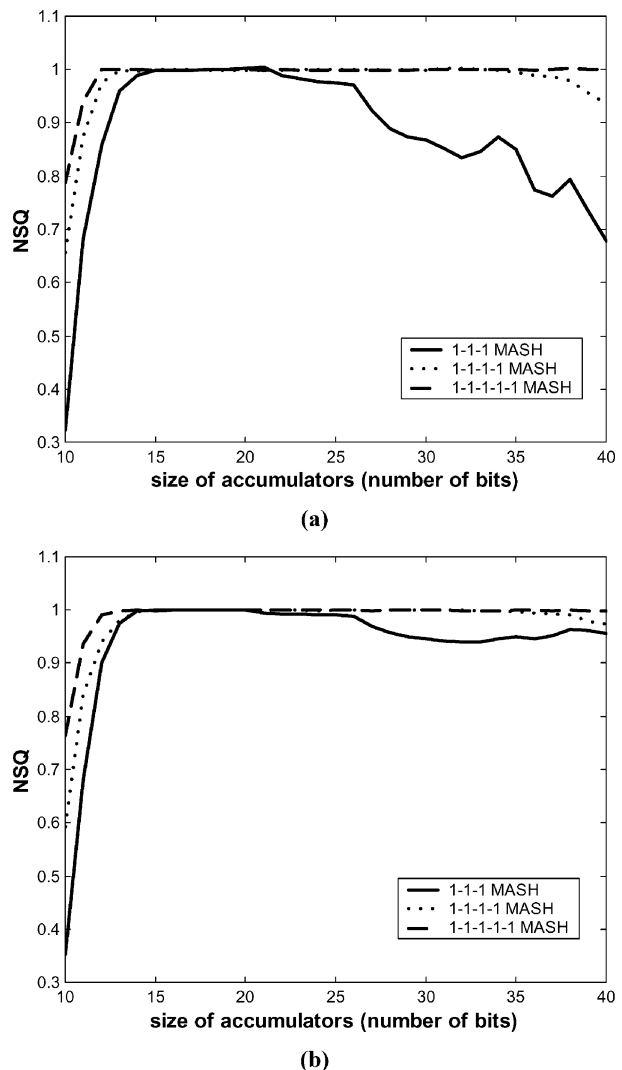 1.1
1
0.9
0.8
0.7
0.6
0.5
0.4
0.3
NSQ
1-1-1 MASH
1-1-1-1 MASH
1-1-1-1-1 MASH
10 15 20 25 30 35 40
size of accumulators (number of bits)
(a)
1.1
1
0.9
0.8
0.7
0.6
0.5
0.4
0.3
NSQ
1-1-1 MASH
1-1-1-1 MASH
1-1-1-1-1 MASH
10 15 20 25 30 35 40
size of accumulators (number of bits)
(b)